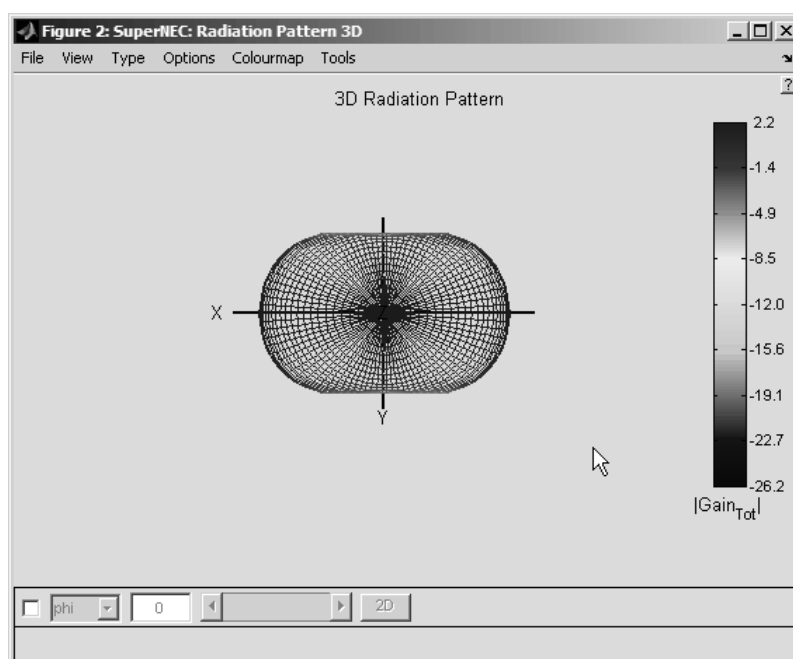 Figure 2: SuperNEC: Radiation Pattern 3D
File View Type Options Colourmap Tools
?
3D Radiation Pattern
2.2
-1.4
-4.9
-8.5
-12.0
-15.6
-19.1
-22.7
-26.2
|Gain_Tot|
X
Z
Y
phi 0 2D